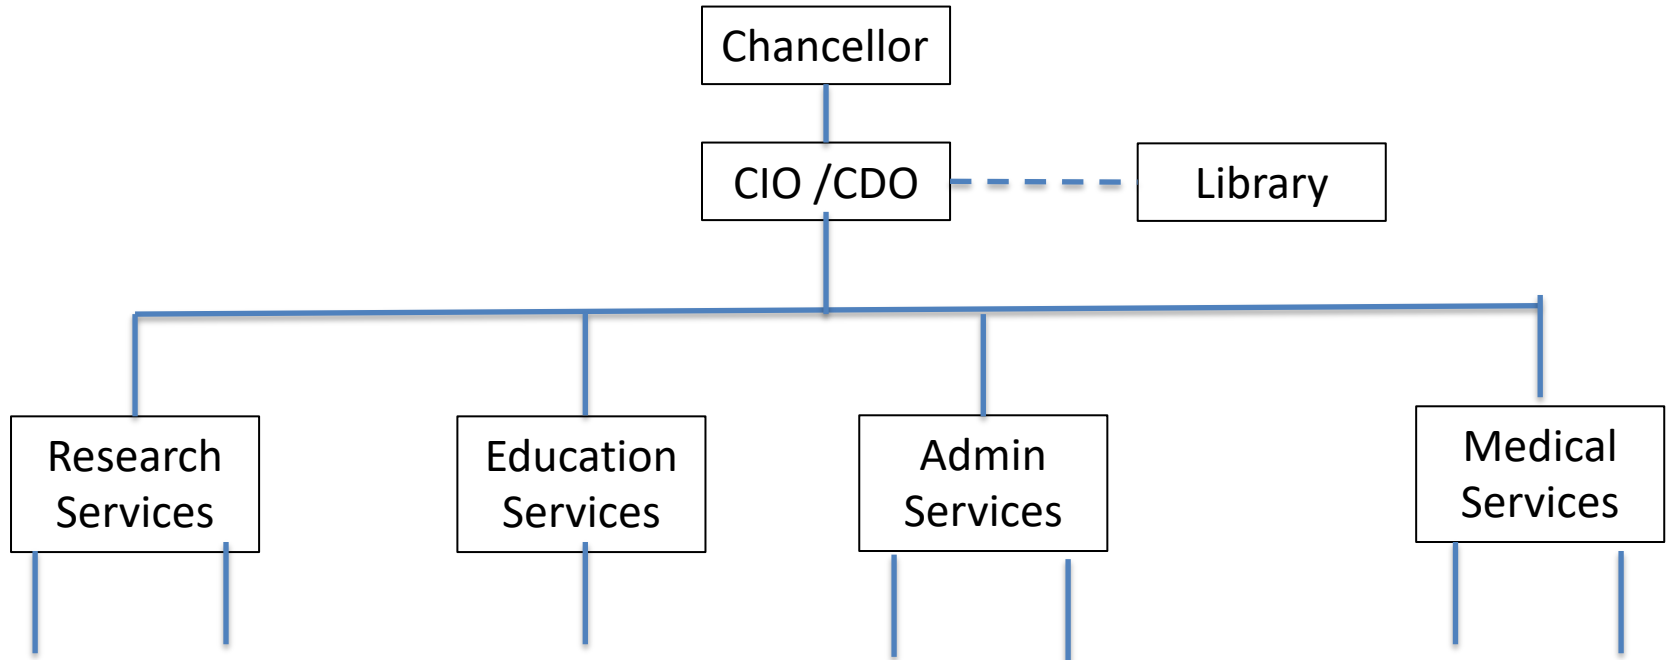 Chancellor
CIO /CDO
Library
Research
Services
Education
Services
Admin
Services
Medical
Services